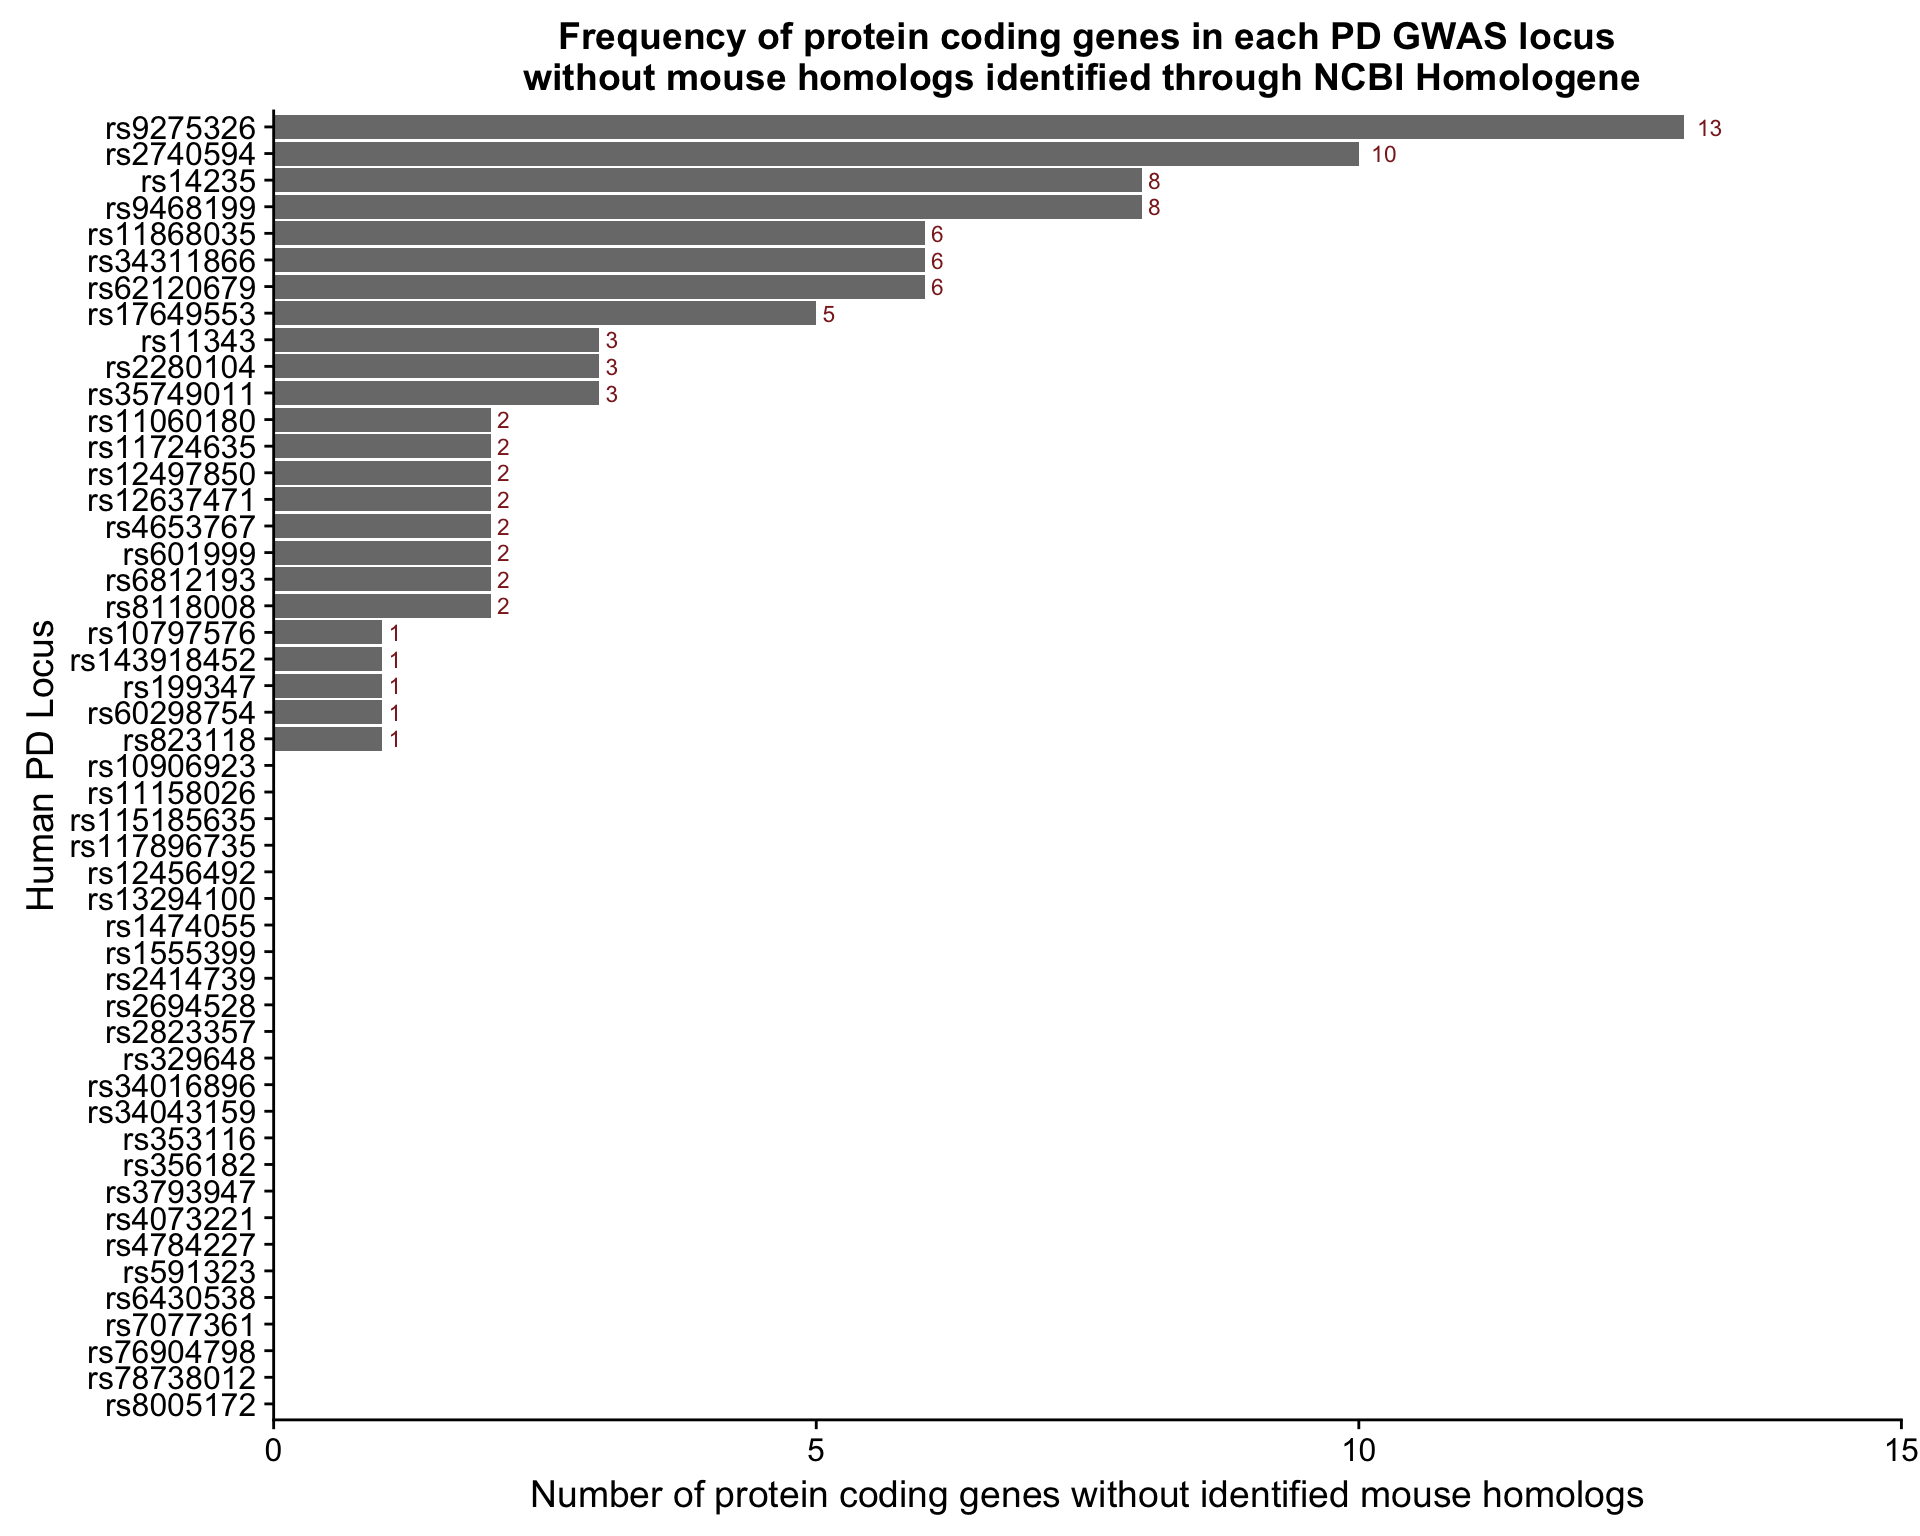 Frequency of protein coding genes in each PD GWAS locus
without mouse homologs identified through NCBI Homologene
Human PD Locus
rs9275326 13
rs2740594 10
rs14235 8
rs9468199 8
rs11868035 6
rs34311866 6
rs62120679 6
rs17649553 5
rs11343 3
rs2280104 3
rs35749011 3
rs11060180 2
rs11724635 2
rs12497850 2
rs12637471 2
rs4653767 2
rs601999 2
rs6812193 2
rs8118008 2
rs10797576 1
rs143918452 1
rs199347 1
rs60298754 1
rs823118 1
rs10906923
rs11158026
rs115185635
rs117896735
rs12456492
rs13294100
rs1474055
rs1555399
rs2414739
rs2694528
rs2823357
rs329648
rs34016896
rs34043159
rs353116
rs356182
rs3793947
rs4073221
rs4784227
rs591323
rs6430538
rs7077361
rs76904798
rs78738012
rs8005172
0 5 10 15
Number of protein coding genes without identified mouse homologs